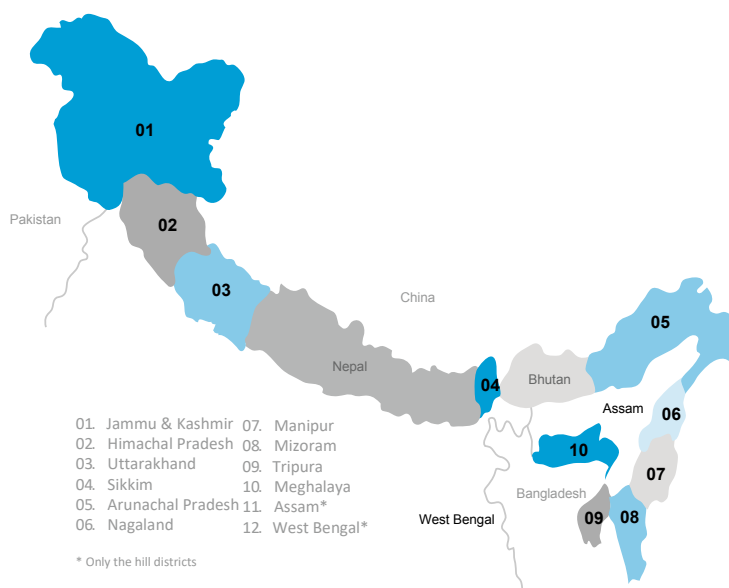 01
Pakistan
02
03
China
05
Nepal
04
Bhutan
Assam
06
10
07
Bangladesh
West Bengal
09
08
01. Jammu & Kashmir
02. Himachal Pradesh
03. Uttarakhand
04. Sikkim
05. Arunachal Pradesh
06. Nagaland
07. Manipur
08. Mizoram
09. Tripura
10. Meghalaya
11. Assam*
12. West Bengal*
* Only the hill districts